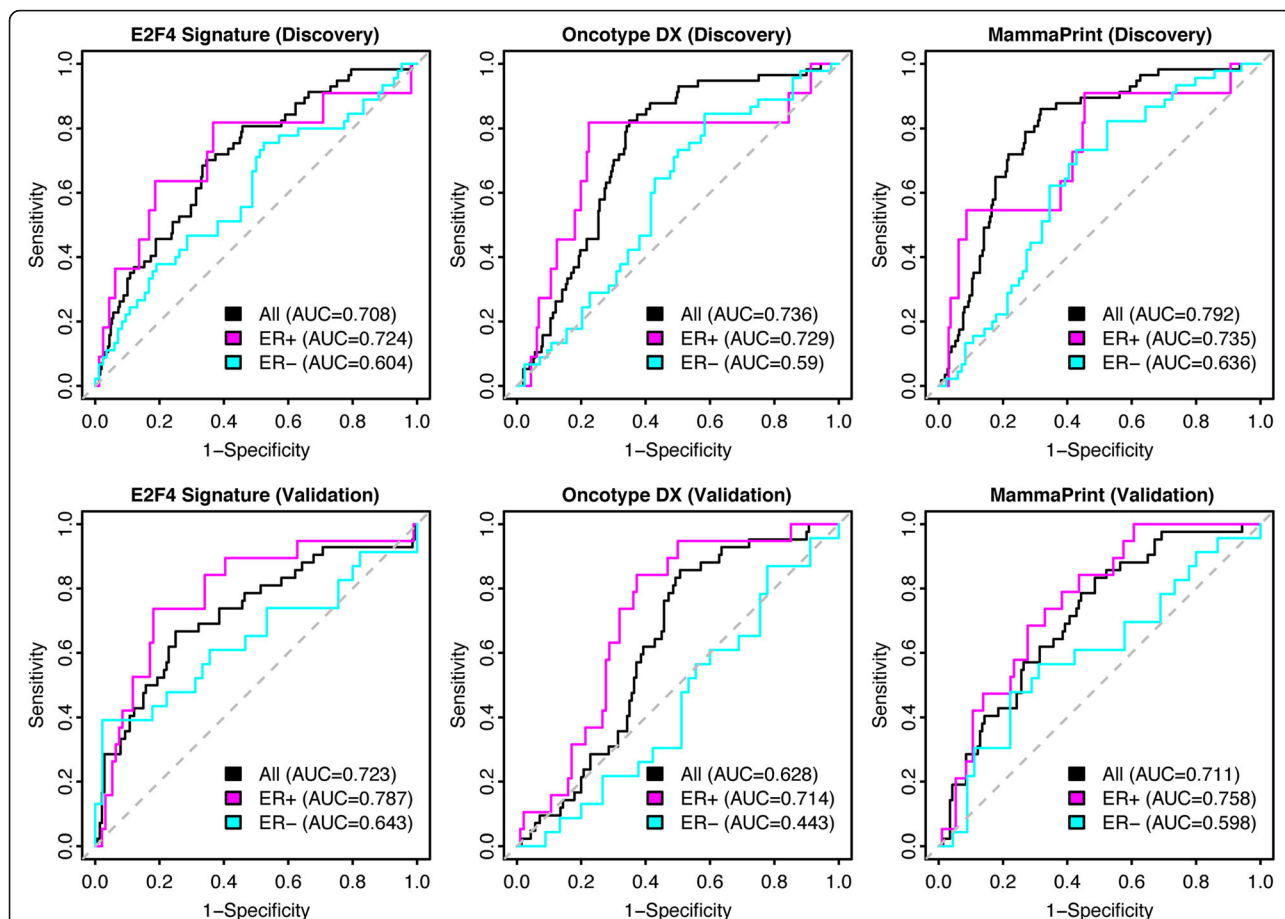 E2F4 Signature (Discovery)
Sensitivity
0.0 0.2 0.4 0.6 0.8 1.0
All (AUC=0.708)
ER+ (AUC=0.724)
ER− (AUC=0.604)
0.0 0.2 0.4 0.6 0.8 1.0
1−Specificity
Oncotype DX (Discovery)
Sensitivity
0.0 0.2 0.4 0.6 0.8 1.0
All (AUC=0.736)
ER+ (AUC=0.729)
ER− (AUC=0.59)
0.0 0.2 0.4 0.6 0.8 1.0
1−Specificity
MammaPrint (Discovery)
Sensitivity
0.0 0.2 0.4 0.6 0.8 1.0
All (AUC=0.792)
ER+ (AUC=0.735)
ER− (AUC=0.636)
0.0 0.2 0.4 0.6 0.8 1.0
1−Specificity
E2F4 Signature (Validation)
Sensitivity
0.0 0.2 0.4 0.6 0.8 1.0
All (AUC=0.723)
ER+ (AUC=0.787)
ER− (AUC=0.643)
0.0 0.2 0.4 0.6 0.8 1.0
1−Specificity
Oncotype DX (Validation)
Sensitivity
0.0 0.2 0.4 0.6 0.8 1.0
All (AUC=0.628)
ER+ (AUC=0.714)
ER− (AUC=0.443)
0.0 0.2 0.4 0.6 0.8 1.0
1−Specificity
MammaPrint (Validation)
Sensitivity
0.0 0.2 0.4 0.6 0.8 1.0
All (AUC=0.711)
ER+ (AUC=0.758)
ER− (AUC=0.598)
0.0 0.2 0.4 0.6 0.8 1.0
1−Specificity